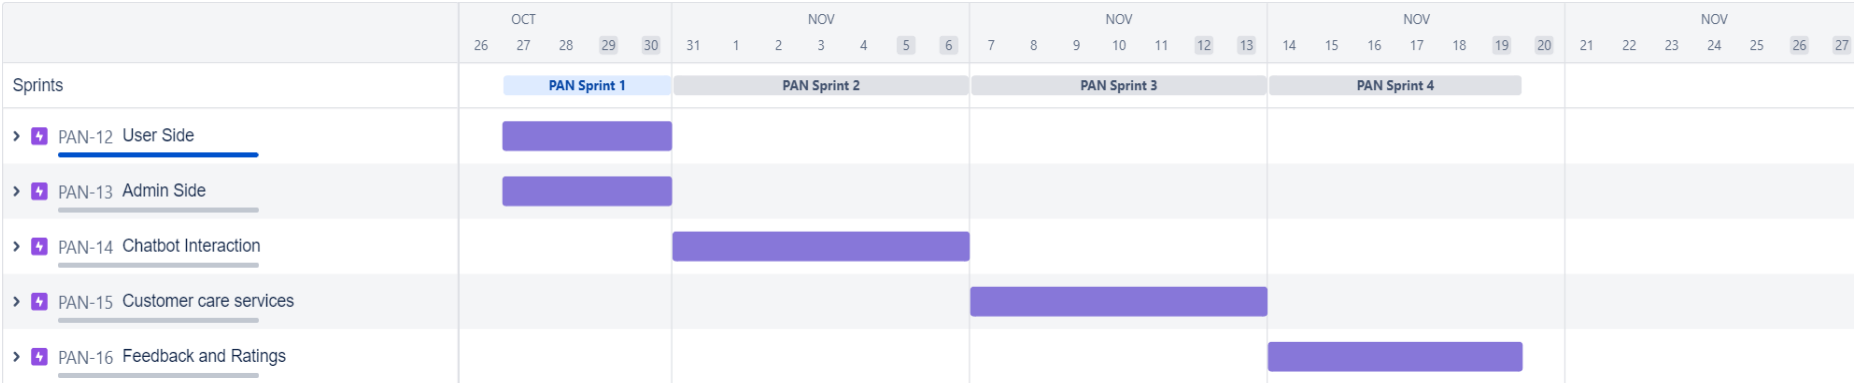 OCT NOV NOV NOV NOV
26 27 28 29 30 31 1 2 3 4 5 6 7 8 9 10 11 12 13 14 15 16 17 18 19 20 21 22 23 24 25 26 27
Sprints PAN Sprint 1 PAN Sprint 2 PAN Sprint 3 PAN Sprint 4
PAN-12 User Side
PAN-13 Admin Side
PAN-14 Chatbot Interaction
PAN-15 Customer care services
PAN-16 Feedback and Ratings